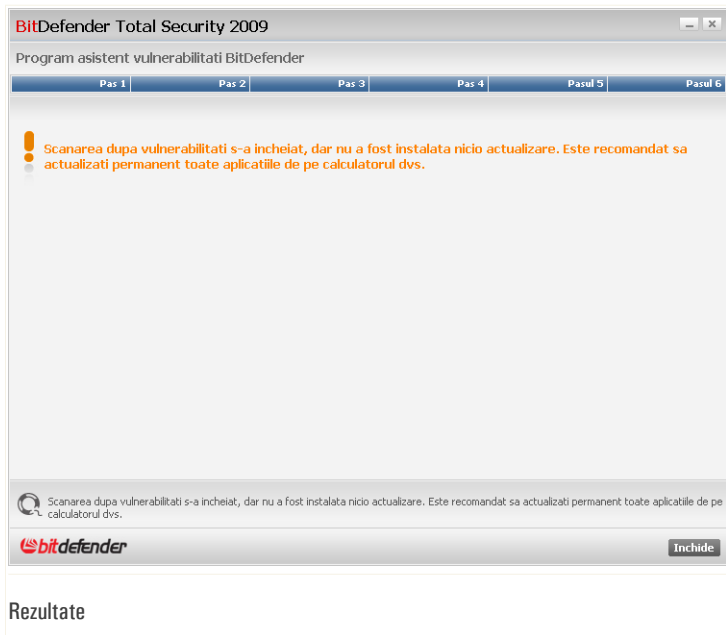 BitDefender Total Security 2009
Program asistent vulnerabilitati BitDefender
Pas 1 Pas 2 Pas 3 Pas 4 Pasul 5 Pasul 6
Scanarea dupa vulnerabilitati s-a incheiat, dar nu a fost instalata nicio actualizare. Este recomandat sa
actualizati permanent toate aplicatiile de pe calculatorul dvs.
Scanarea dupa vulnerabilitati s-a incheiat, dar nu a fost instalata nicio actualizare. Este recomandat sa actualizati permanent toate aplicatiile de pe
calculatorul dvs.
bitdefender
Inchide
Rezultate